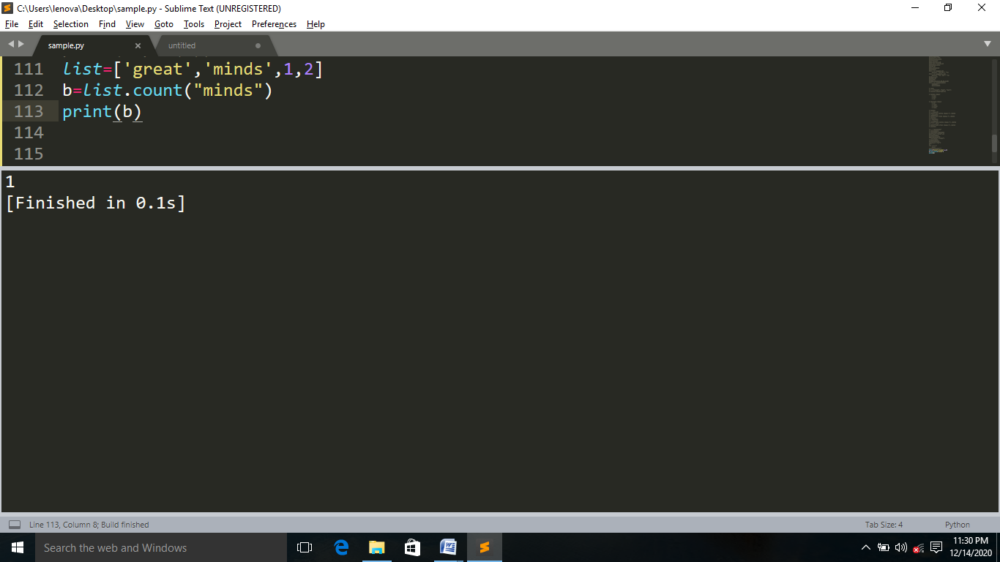 C:\Users\lenova\Desktop\sample.py - Sublime Text (UNREGISTERED)
File Edit Selection Find View Goto Tools Project Preferences Help
sample.py untitled
111 list=['great','minds',1,2]
112 b=list.count("minds")
113 print(b)
114
115
1
[Finished in 0.1s]
Line 113, Column 8; Build finished Tab Size: 4 Python
Search the web and Windows
11:30 PM
12/14/2020